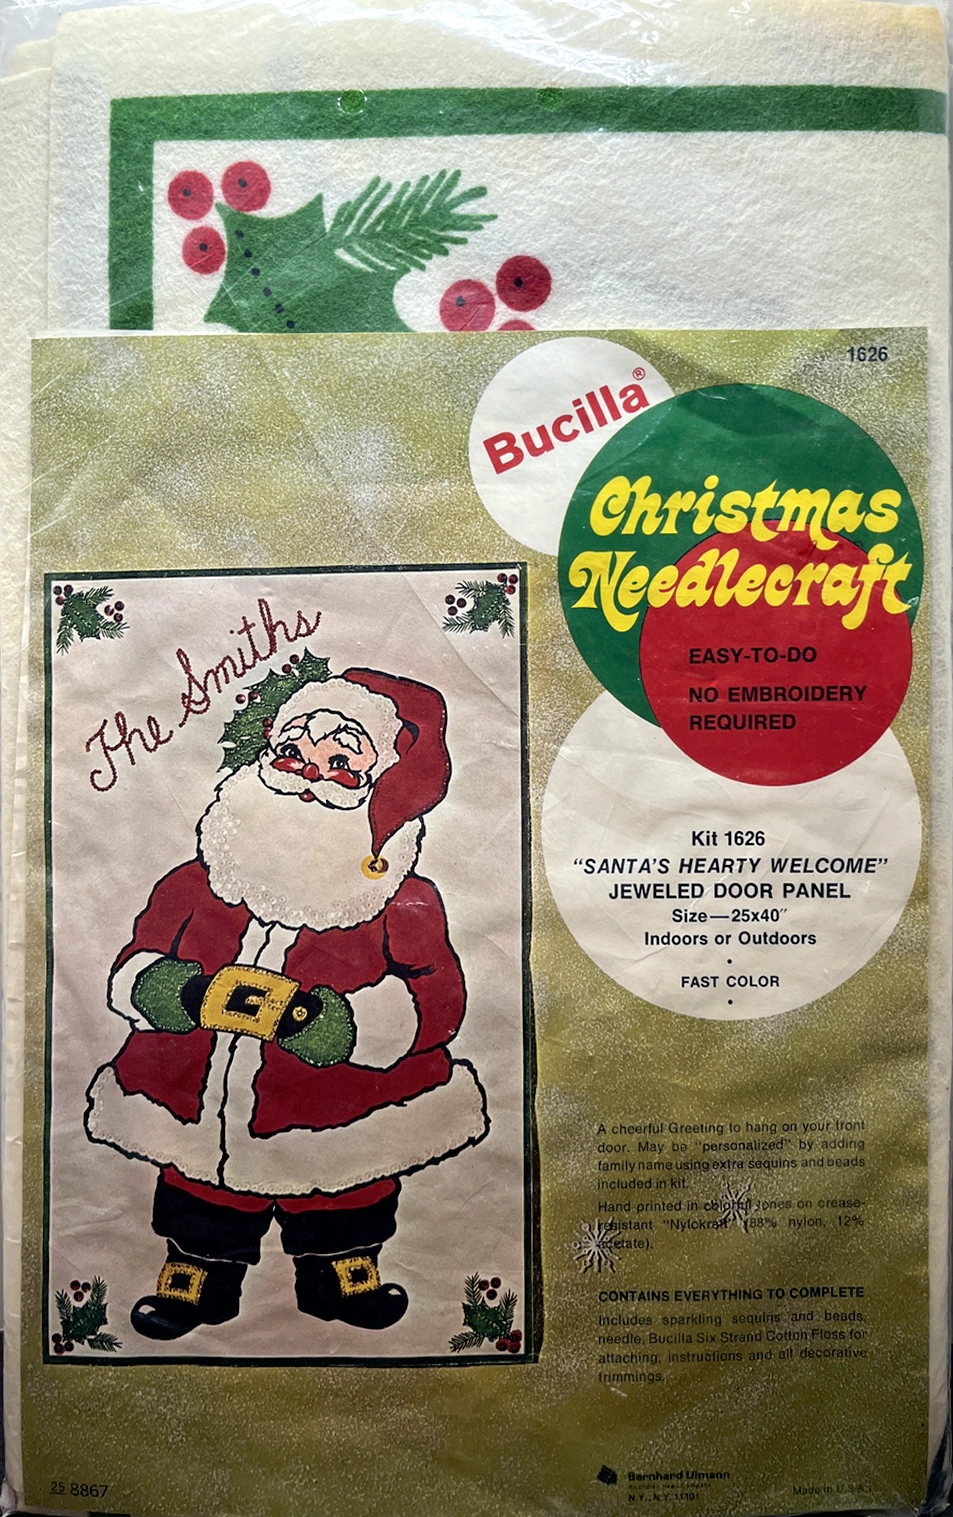 1626
Bucilla®
Christmas
Needlecraft
EASY-TO-DO
NO EMBROIDERY
REQUIRED
The Smiths
Kit 1626
"SANTA'S HEARTY WELCOME"
JEWELED DOOR PANEL
Size—25x40"
Indoors or Outdoors
•
FAST COLOR
•
A cheerful Greeting to hang on your front
door. May be "personalized" by adding
family name using extra sequins and beads
included in kit.
Hand printed in colorful tones on crease-
resistant "Nylokraft" (88% nylon, 12%
acetate).
CONTAINS EVERYTHING TO COMPLETE
Includes sparkling sequins and beads,
needle, Bucilla Six Strand Cotton Floss for
attaching, instructions and all decorative
trimmings.
25 8867
Bernhard Ulmann
N.Y., N.Y. 11101
Made in U.S.A.